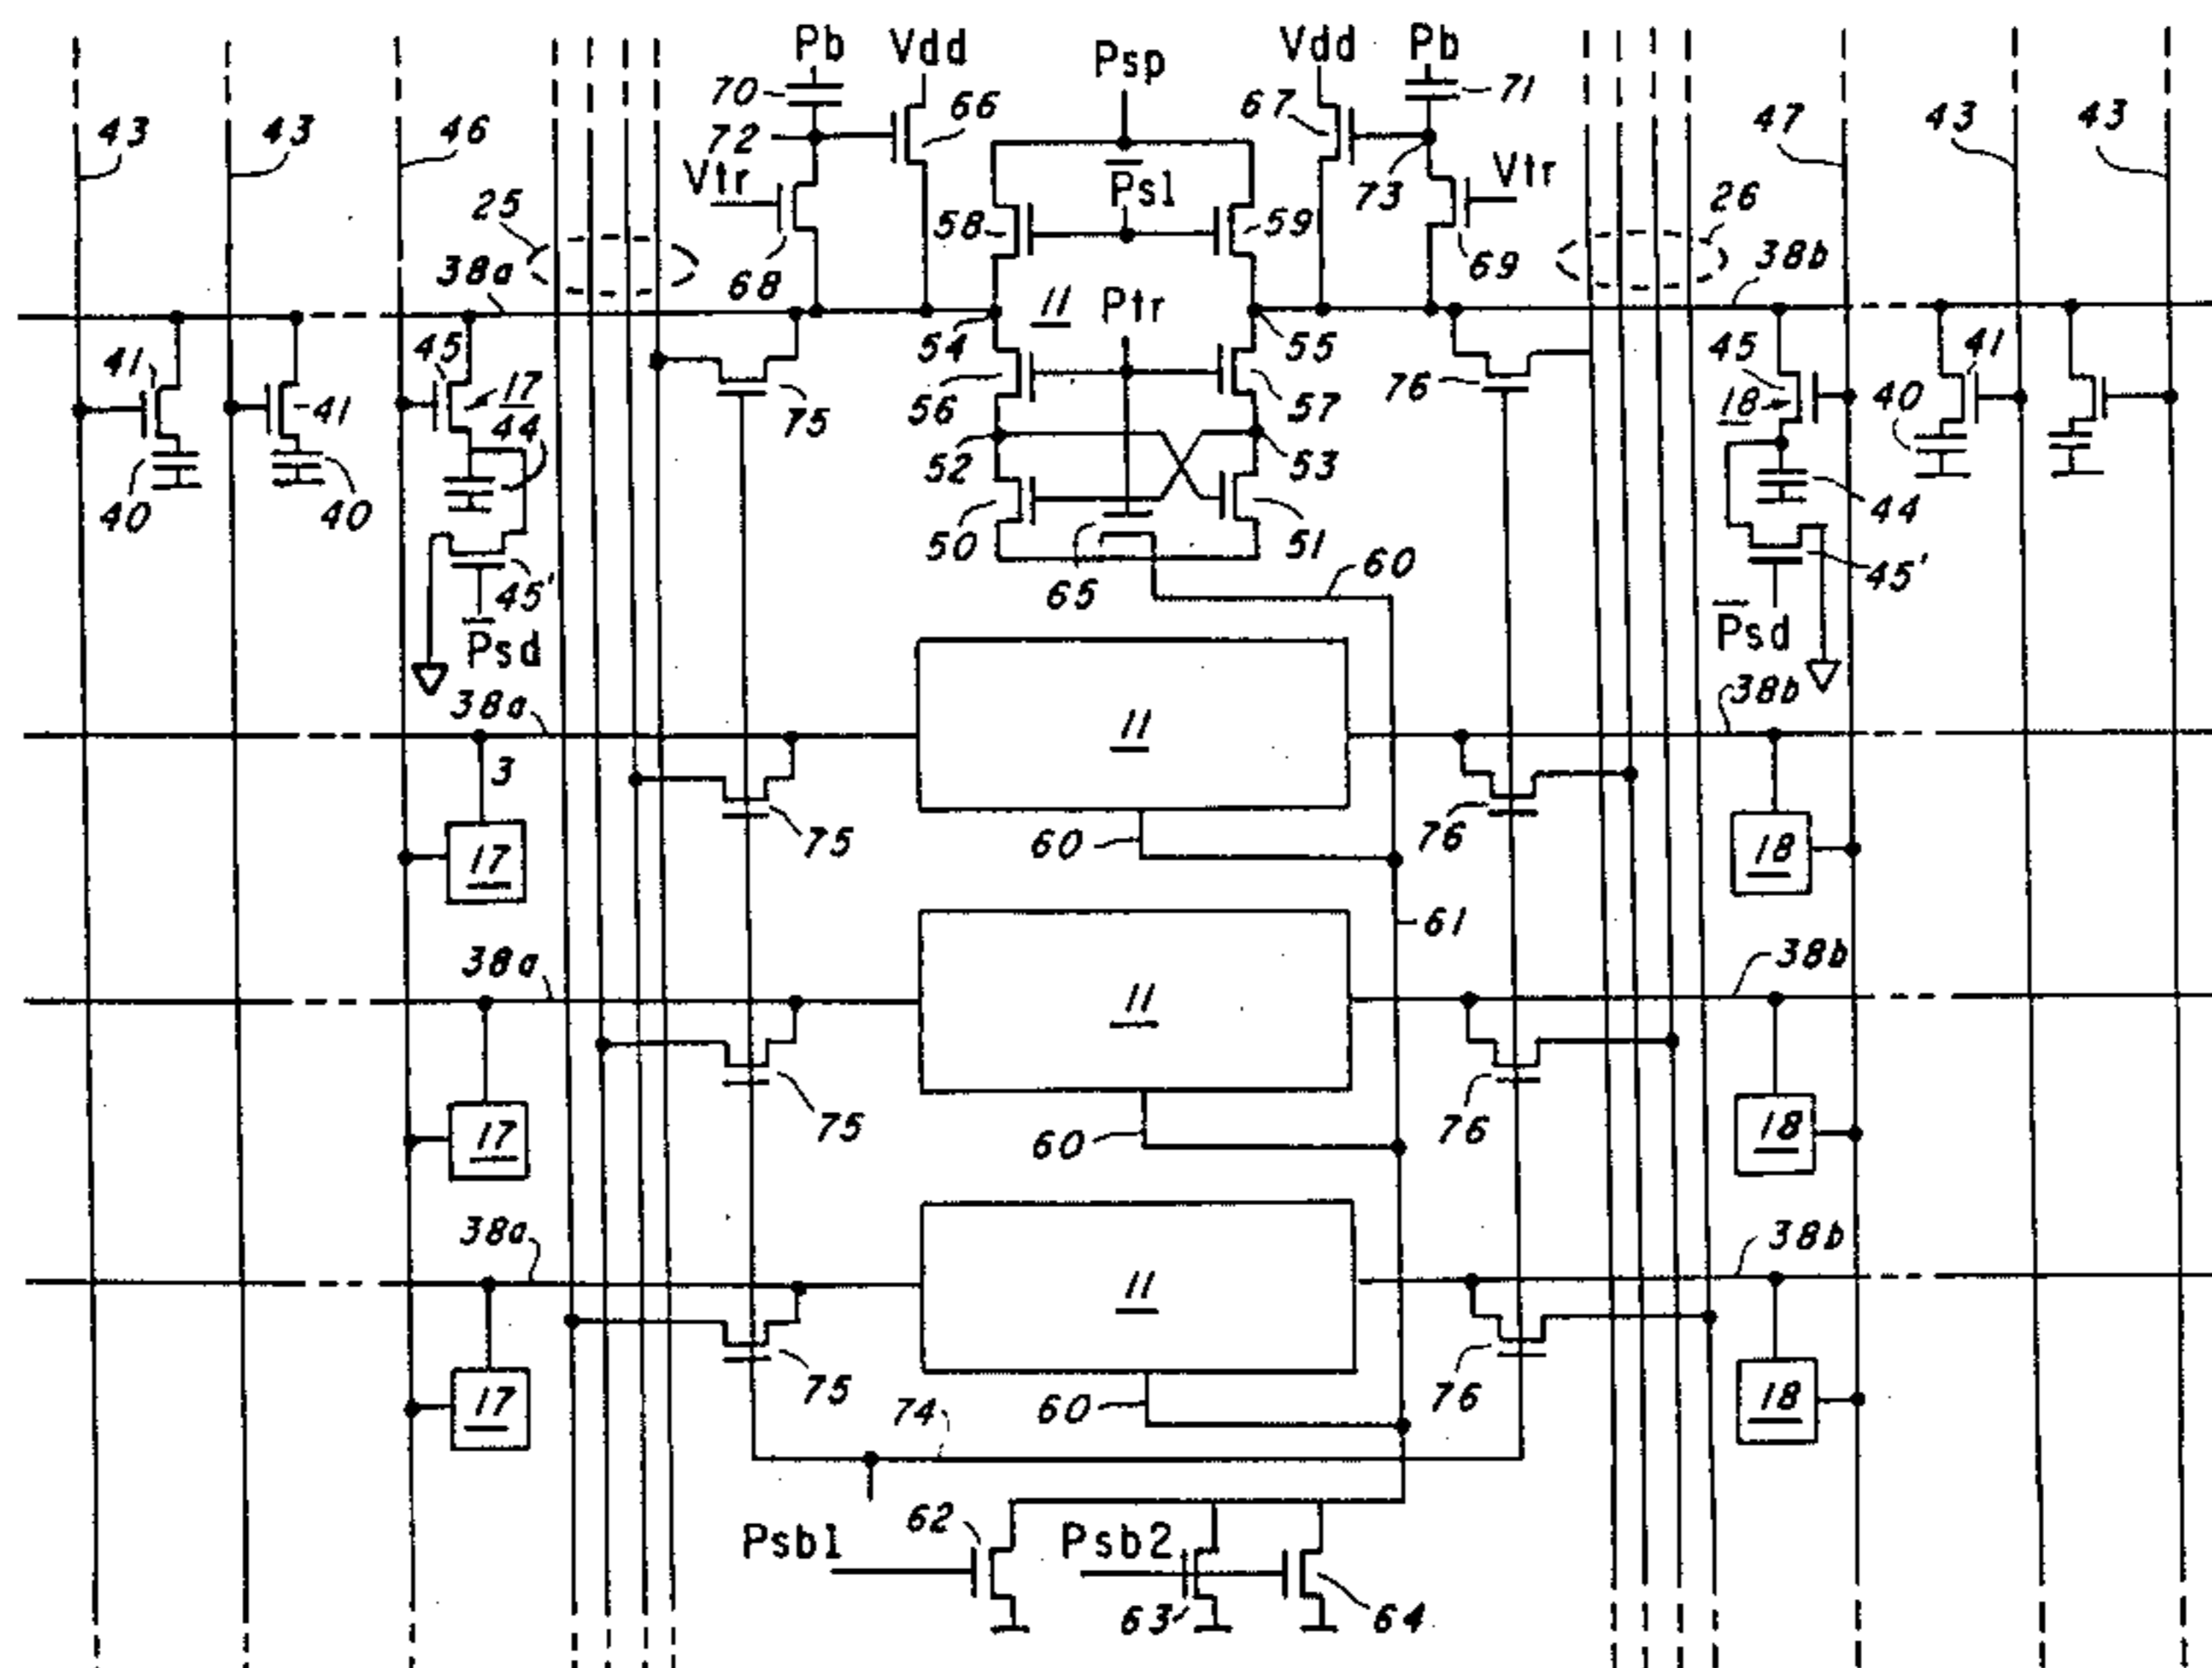 Pb Vdd Psp Vdd Pb
70 66 67 71
43 43 46 72 47 43 43
Vtr Ps1 73 Vtr
25 58 59 26
38a 68 69 38b
11 Ptr
54 55
41 45 17 45 41
41 75 56 57 76 18 40
44
52 53
40 40 50 51 44
65 60
45' 45'
Psd Psd
38a 38b
11
3
17 75 60 76 18
61
38a 38b
11
17 75 60 76 18
38a 38b
11
17 75 60 76 18
74
62
Psb1 Psb2
63 64